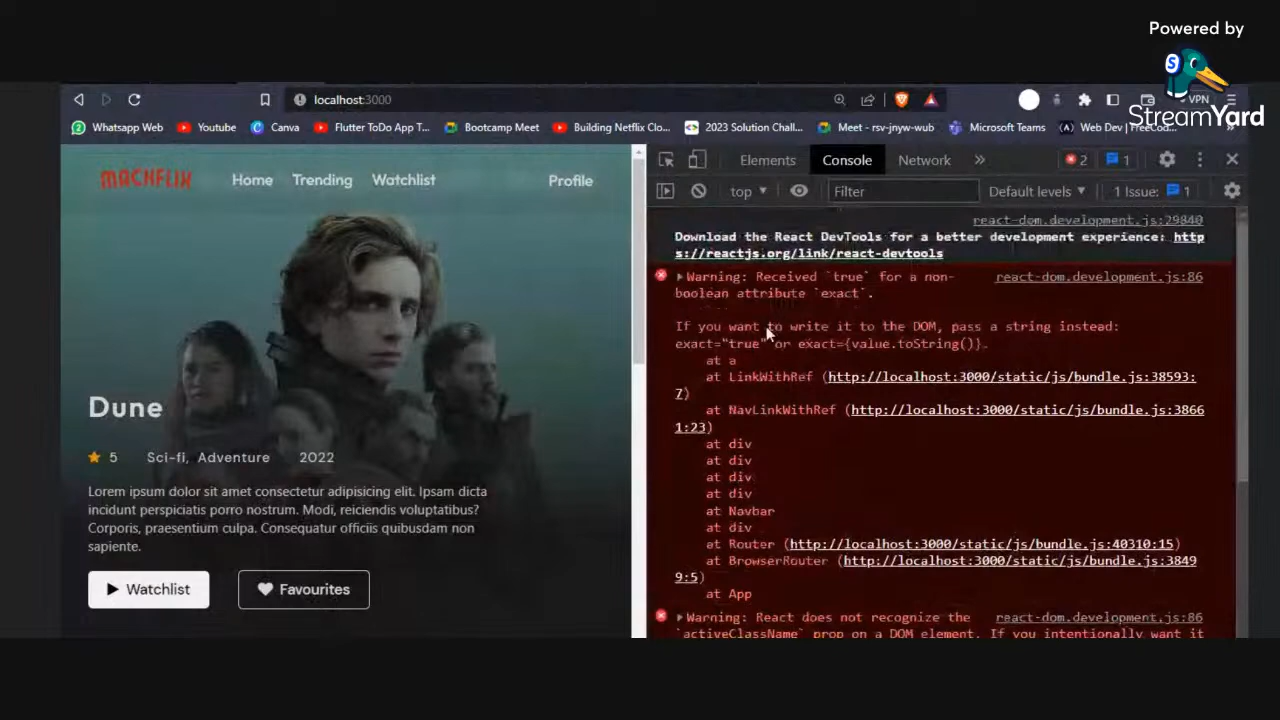 Powered by
S
StreamYard
localhost:3000
VPN
Whatsapp Web
Youtube
Canva
Flutter ToDo App T...
Bootcamp Meet
Building Netflix Clo...
2023 Solution Chall...
Meet - rsv-jnyw-wub
Microsoft Teams
Web Dev | FreeCod...
MACHFLIX
Home
Trending
Watchlist
Profile
Dune
5
Sci-fi, Adventure
2022
Lorem ipsum dolor sit amet consectetur adipisicing elit. Ipsam dicta
incidunt perspiciatis porro nostrum. Modi, reiciendis voluptatibus?
Corporis, praesentium culpa. Consequatur officiis quibusdam non
sapiente.
Watchlist
Favourites
Elements
Console
Network
»
2
1
top
Filter
Default levels
1 Issue:
1
react-dom.development.js:29840
Download the React DevTools for a better development experience: http
s://reactjs.org/link/react-devtools
Warning: Received `true` for a non-
react-dom.development.js:86
boolean attribute `exact`.
If you want to write it to the DOM, pass a string instead:
exact="true" or exact={value.toString()}.
at a
at LinkWithRef (http://localhost:3000/static/js/bundle.js:38593:
7)
at NavLinkWithRef (http://localhost:3000/static/js/bundle.js:3866
1:23)
at div
at div
at div
at div
at Navbar
at div
at Router (http://localhost:3000/static/js/bundle.js:40310:15)
at BrowserRouter (http://localhost:3000/static/js/bundle.js:3849
9:5)
at App
Warning: React does not recognize the
react-dom.development.js:86
`activeClassName` prop on a DOM element. If you intentionally want it